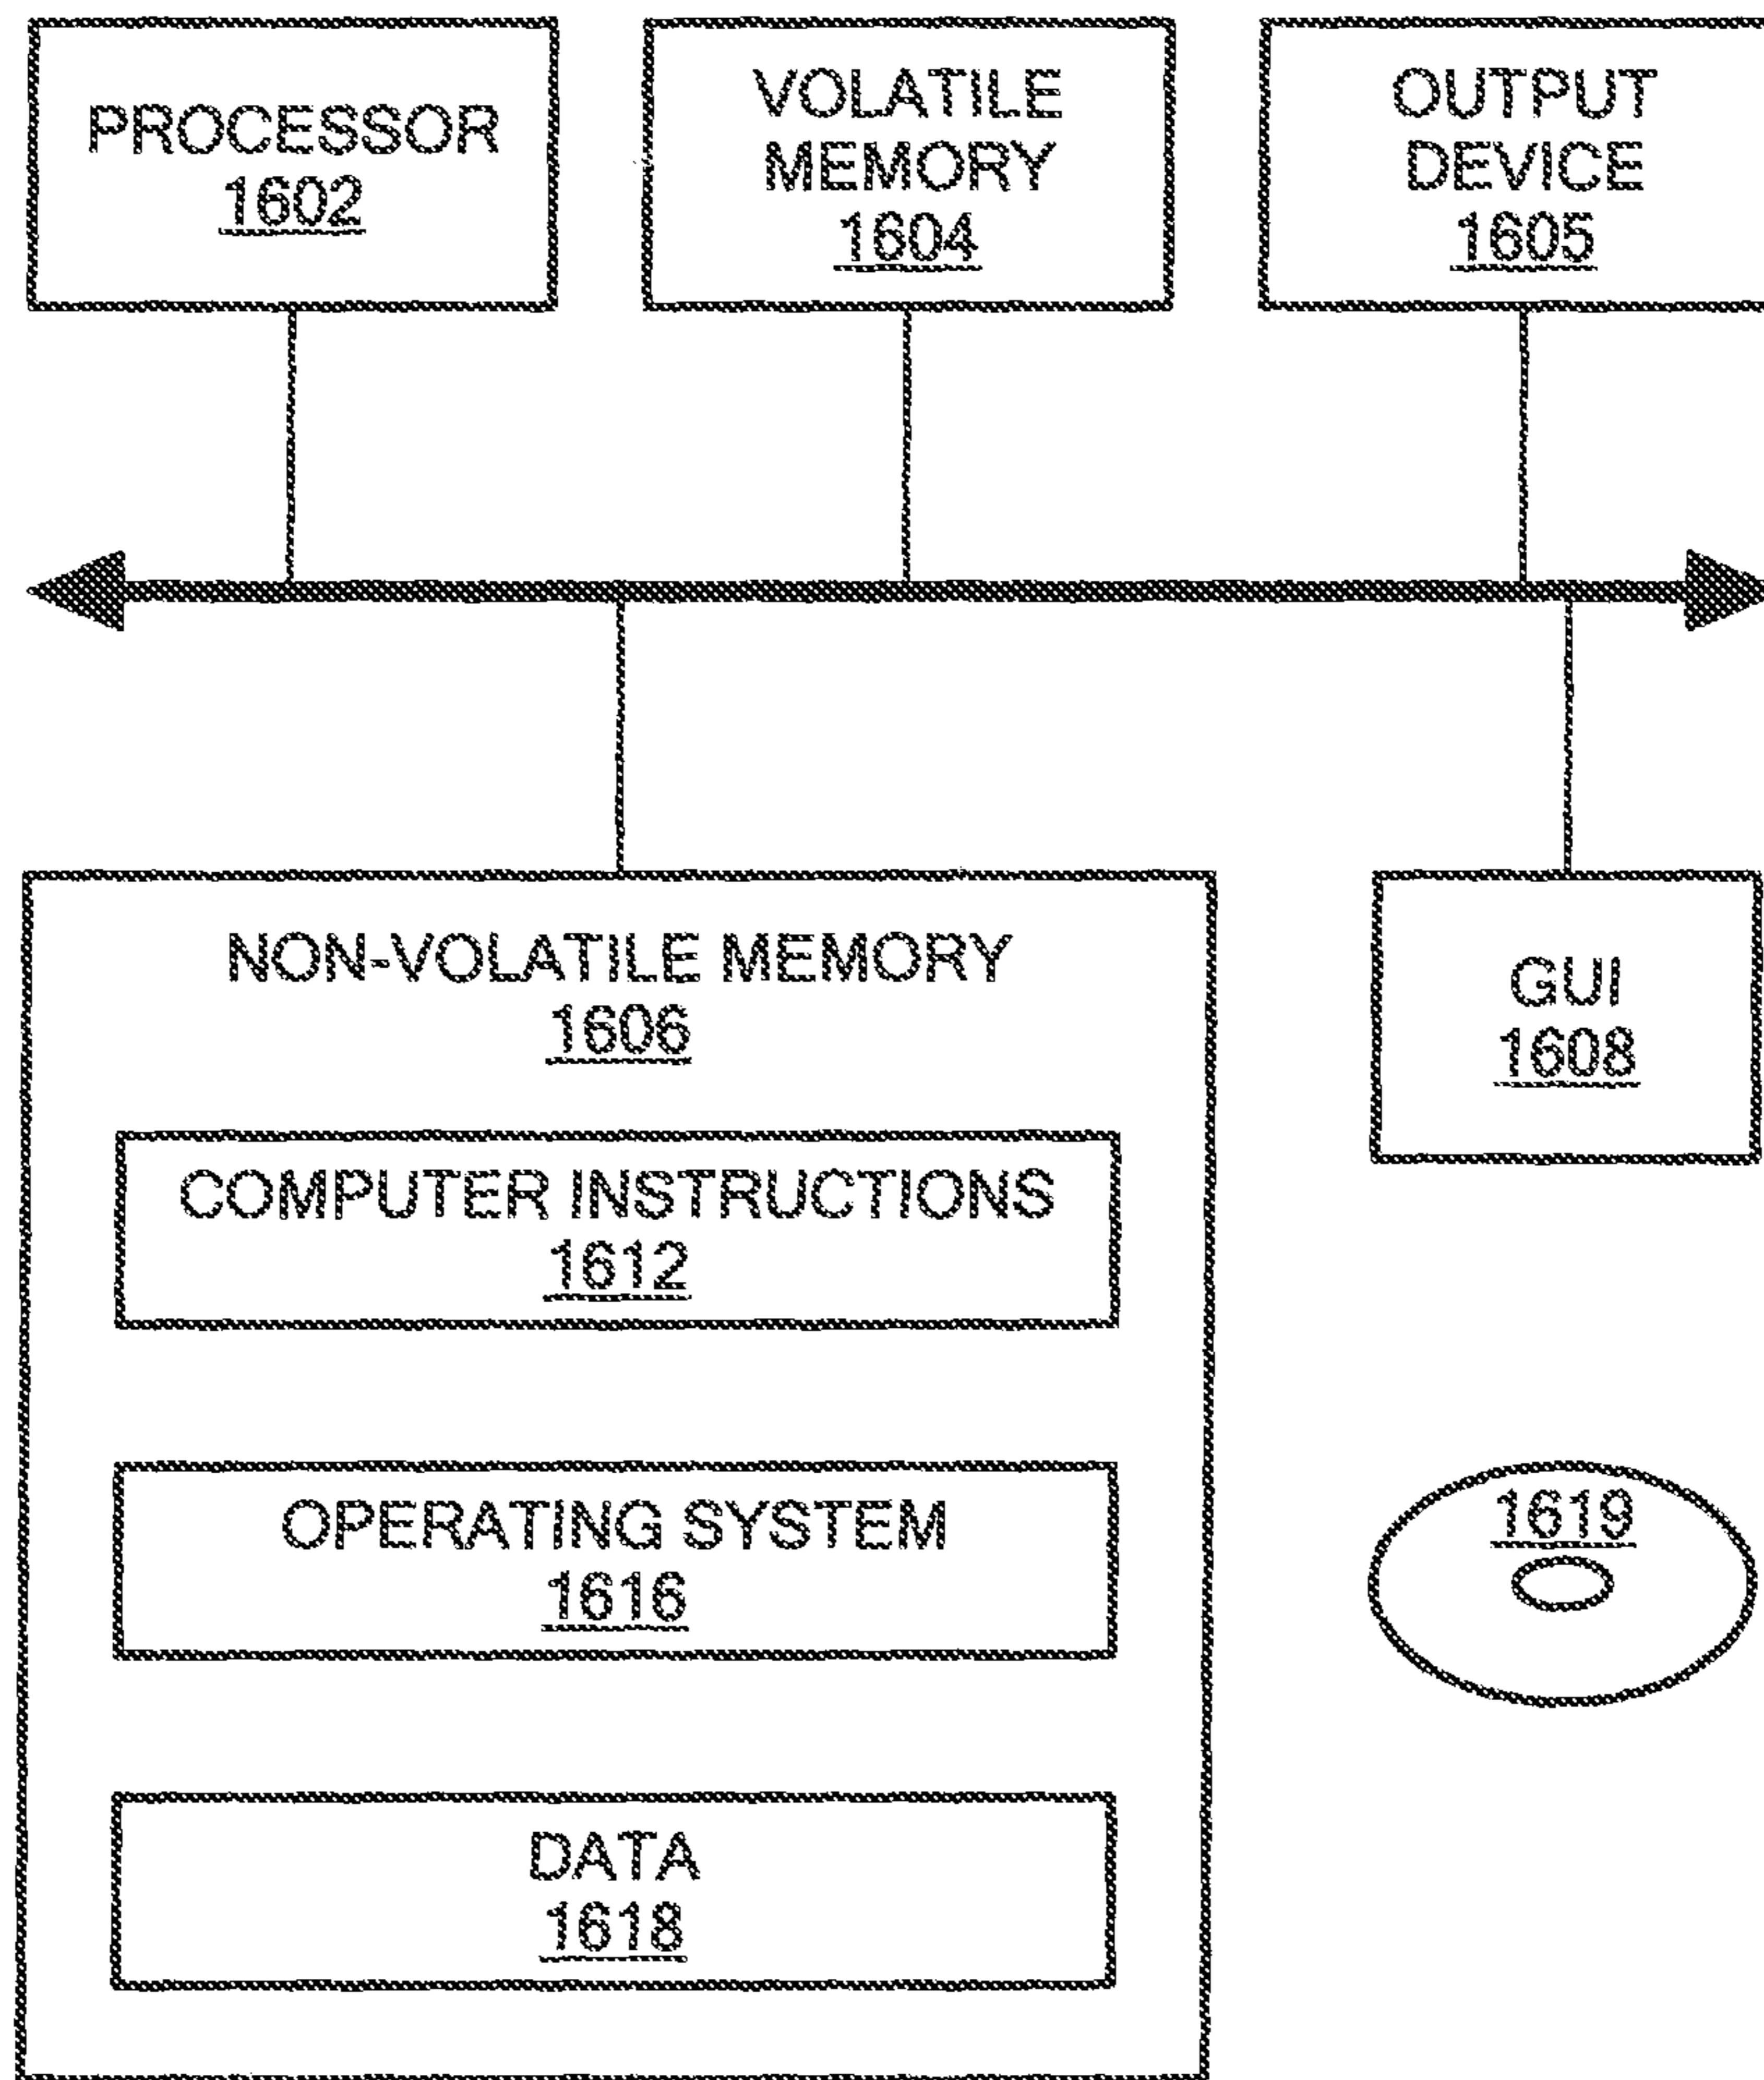 PROCESSOR
1602
VOLATILE
MEMORY
1604
OUTPUT
DEVICE
1605
NON-VOLATILE MEMORY
1606
GUI
1608
COMPUTER INSTRUCTIONS
1612
OPERATING SYSTEM
1616
1619
DATA
1618